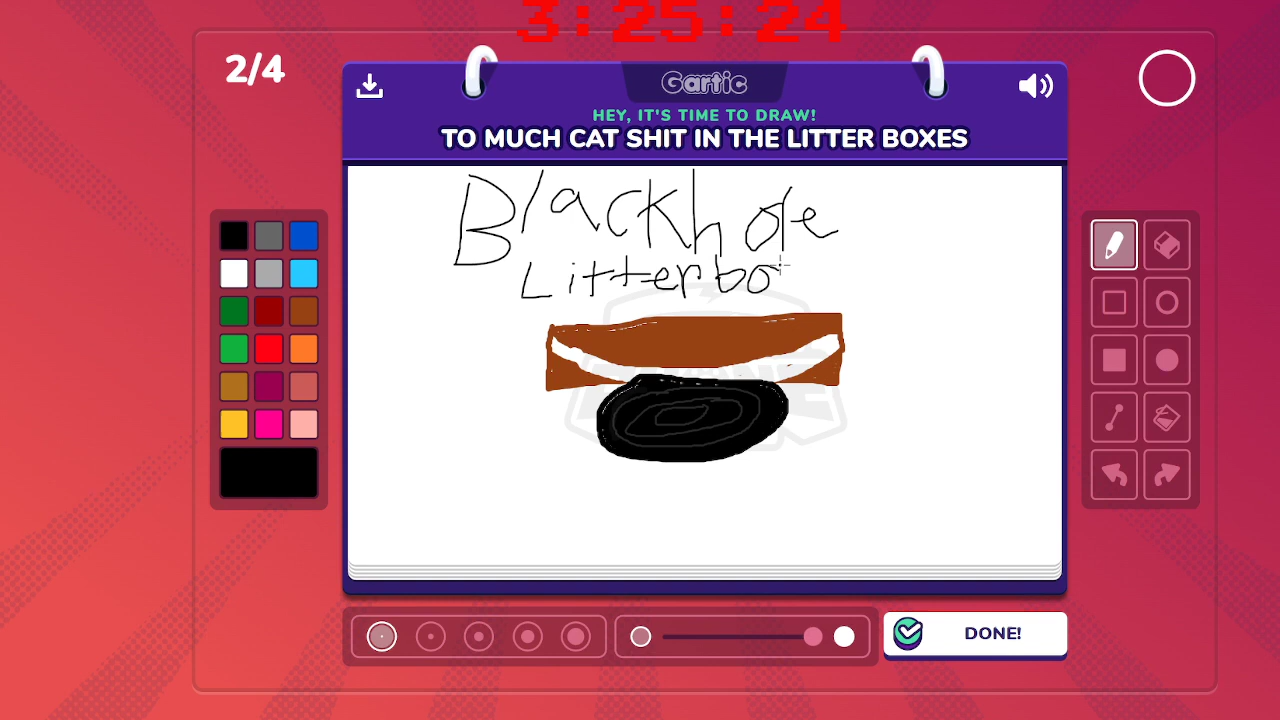 3:25:24
2/4
Gartic
HEY, IT'S TIME TO DRAW!
TO MUCH CAT SHIT IN THE LITTER BOXES
Blackhole
Litterbo
DONE!